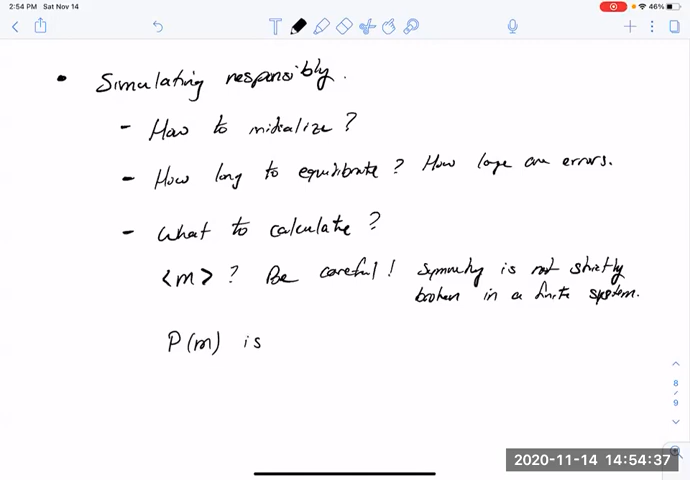 2:54 PM Sat Nov 14
46%
• Simulating responsibly.
- How to initialize?
- How long to equilibrate? How large are errors.
- What to calculate?
<m>? Be careful! Symmetry is not strictly
broken in a finite system.
P(m) is
8
/
9
2020-11-14 14:54:37